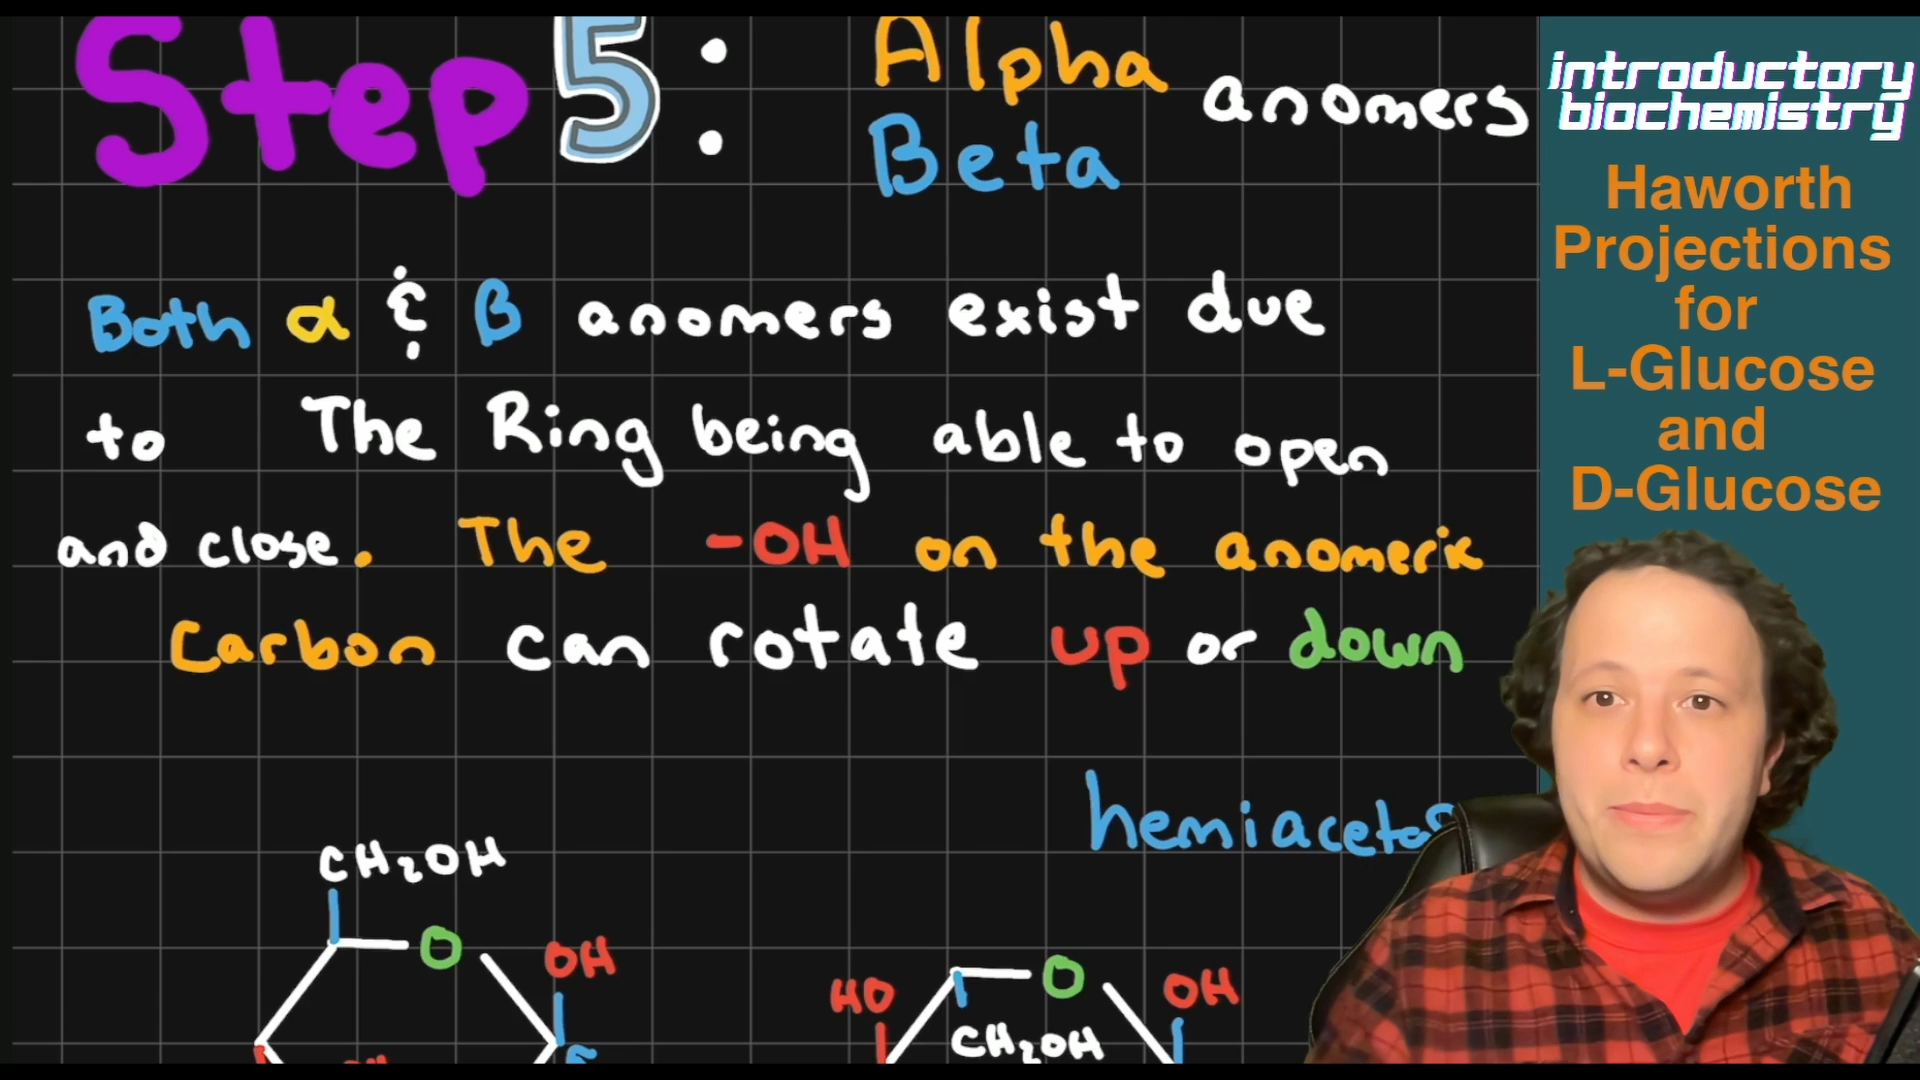 Step 5: Alpha anomers
Beta
Both α & β anomers exist due
to The Ring being able to open
and close. The -OH on the anomeric
Carbon can rotate up or down
CH₂OH
O
OH
HO
O
OH
CH₂OH
introductory
biochemistry
Haworth
Projections
for
L-Glucose
and
D-Glucose